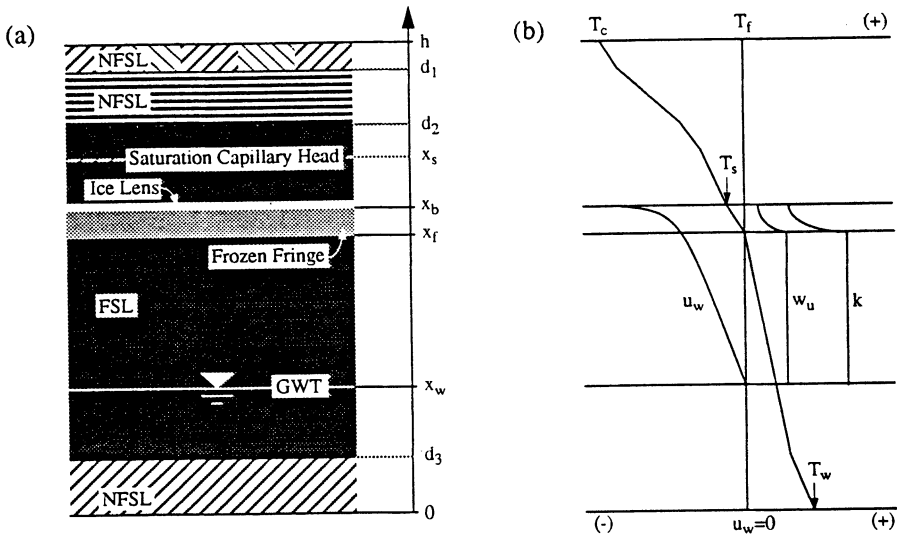 (a)
NFSL
NFSL
Saturation Capillary Head
Ice Lens
Frozen Fringe
FSL
GWT
NFSL
h
d1
d2
xs
xb
xf
xw
d3
0
(b)
Tc
Tf
(+)
Ts
uw
wu
k
Tw
(-)
uw=0
(+)